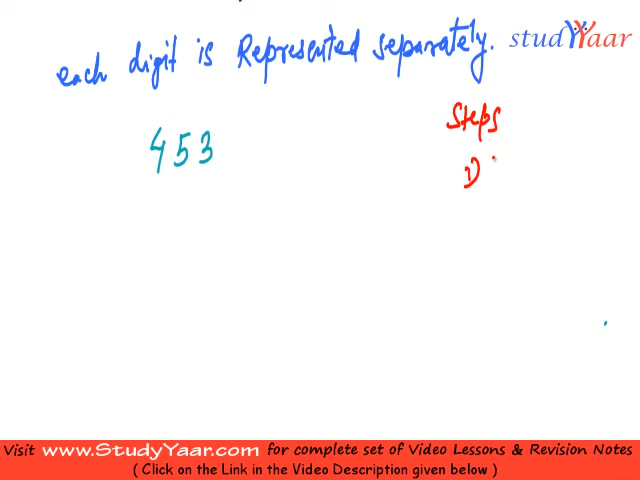 each digit is Represented separately.
studYYaar
453
Steps
1)
Visit www.StudyYaar.com for complete set of Video Lessons & Revision Notes
( Click on the Link in the Video Description given below )